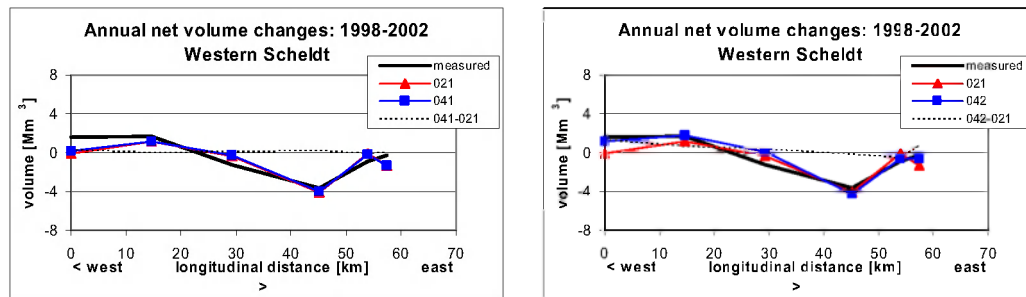 Annual net volume changes: 1998-2002
Western Scheldt
measured
021
041
041-021
volume [Mm ³]
8
4
0
-4
-8
0 10 20 30 40 50 60 70
< west longitudinal distance [km] east
>
Annual net volume changes: 1998-2002
Western Scheldt
measured
021
042
042-021
volume [Mm ³]
8
4
0
-4
-8
0 10 20 30 40 50 60 70
< west longitudinal distance [km] east
>